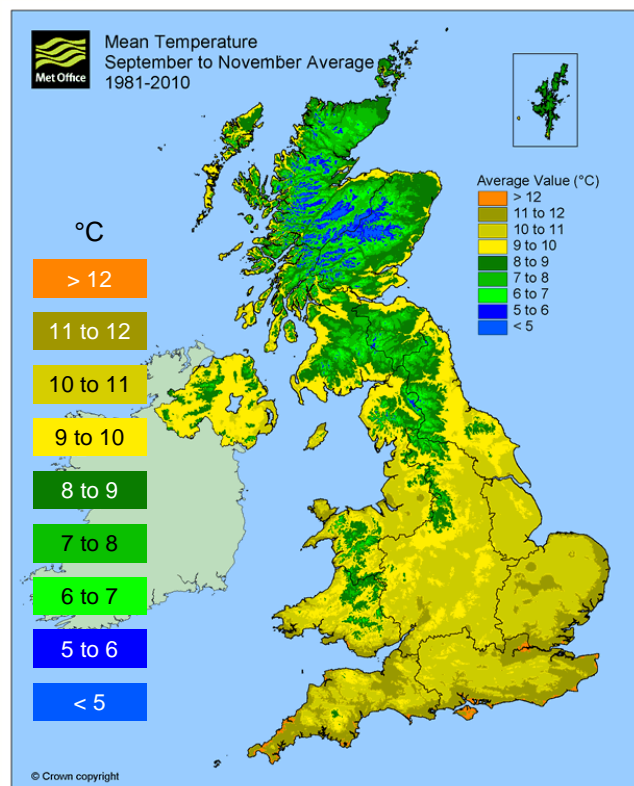 Met Office
Mean Temperature
September to November Average
1981-2010
Average Value (°C)
> 12
11 to 12
10 to 11
9 to 10
8 to 9
7 to 8
6 to 7
5 to 6
< 5
°C
> 12
11 to 12
10 to 11
9 to 10
8 to 9
7 to 8
6 to 7
5 to 6
< 5
© Crown copyright